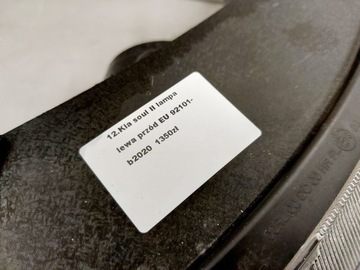 12.Kia soul II lampa
lewa przód EU 92101-
b2020 1350zł